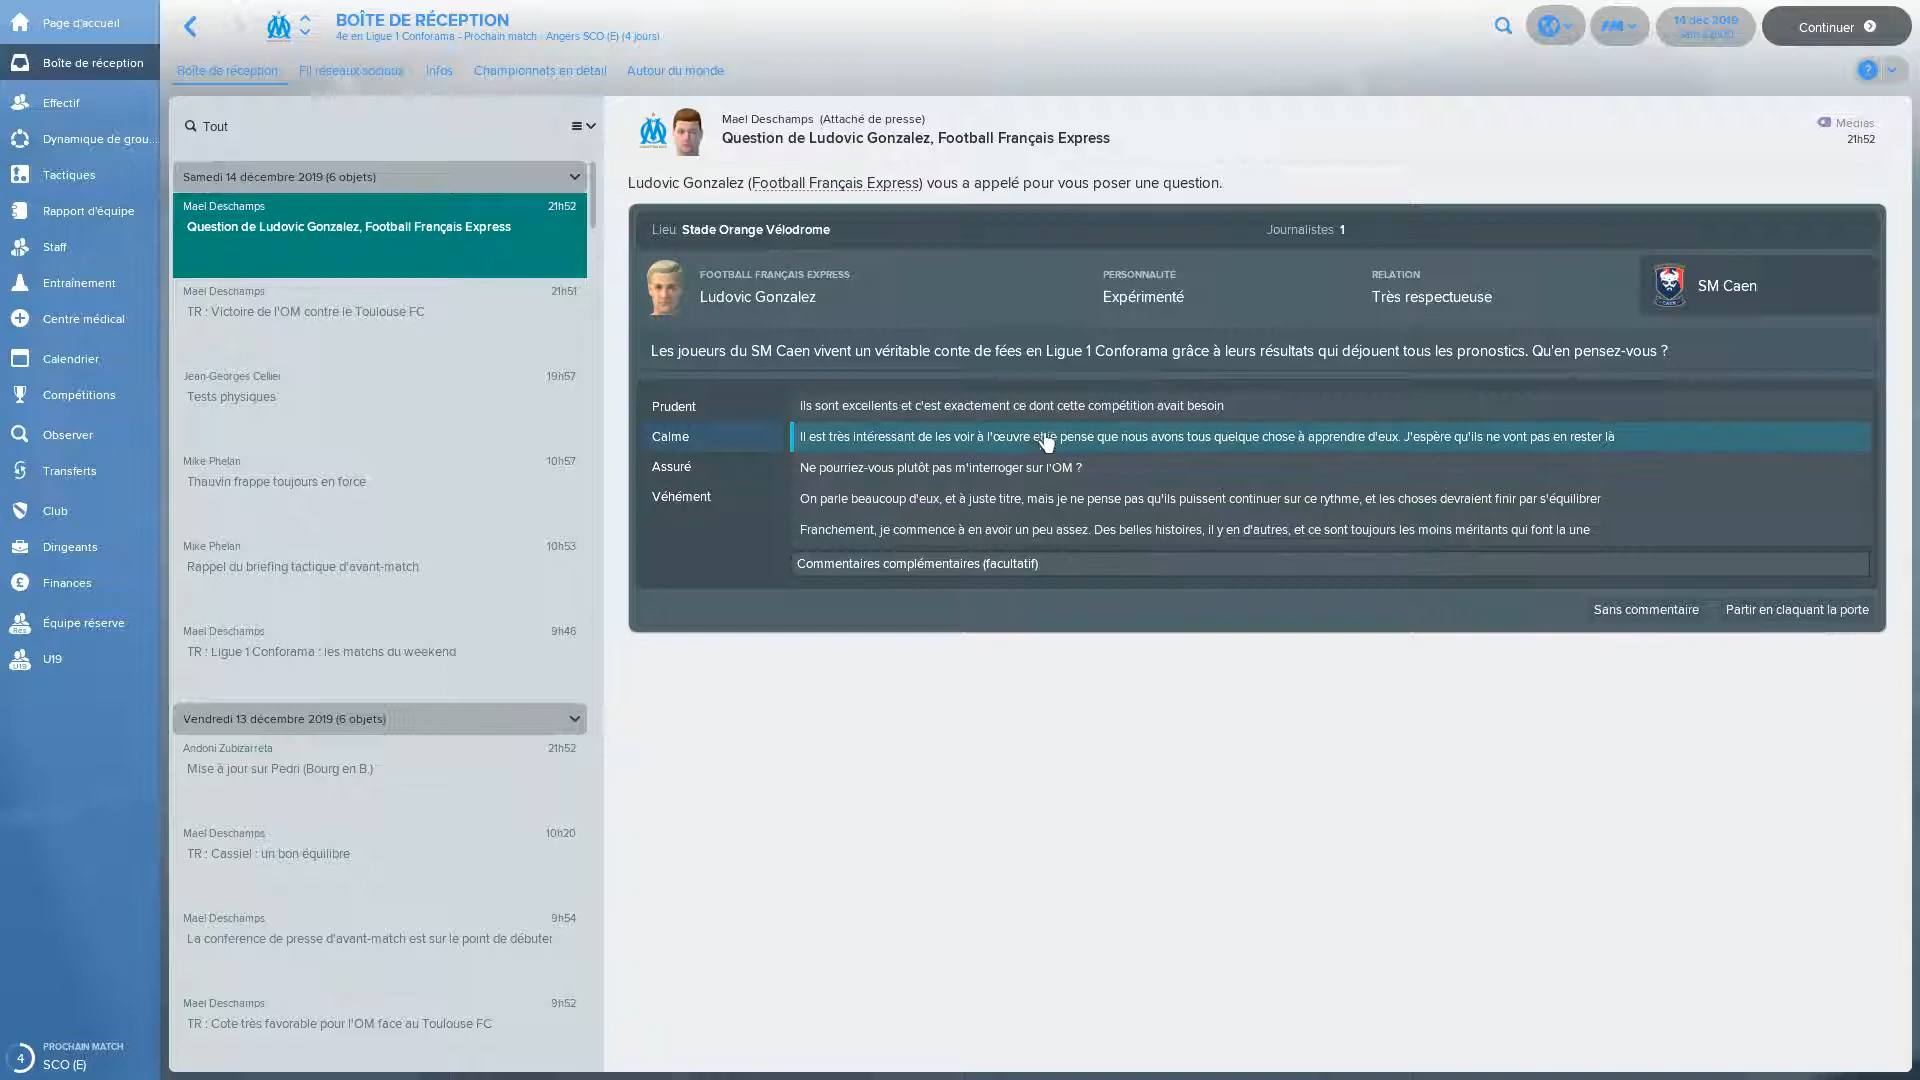 Page d'accueil
Boîte de réception
Effectif
Dynamique de grou...
Tactiques
Rapport d'équipe
Staff
Entraînement
Centre médical
Calendrier
Compétitions
Observer
Transferts
Club
Dirigeants
Finances
Équipe réserve
U19
PROCHAIN MATCH
4
SCO (E)
BOÎTE DE RÉCEPTION
4e en Ligue 1 Conforama - Prochain match : Angers SCO (E) (4 jours)
14 déc 2019
Continuer
Boîte de réception Fil réseaux sociaux Infos Championnats en détail Autour du monde
Tout
Samedi 14 décembre 2019 (6 objets)
Mael Deschamps 21h52
Question de Ludovic Gonzalez, Football Français Express
Mael Deschamps 21h51
TR : Victoire de l'OM contre le Toulouse FC
Jean-Georges Cellier 19h57
Tests physiques
Mike Phelan 10h57
Thauvin frappe toujours en force
Mike Phelan 10h53
Rappel du briefing tactique d'avant-match
Mael Deschamps 9h46
TR : Ligue 1 Conforama : les matchs du weekend
Vendredi 13 décembre 2019 (6 objets)
Andoni Zubizarreta 21h52
Mise à jour sur Pedri (Bourg en B.)
Mael Deschamps 10h20
TR : Cassiel : un bon équilibre
Mael Deschamps 9h54
La conférence de presse d'avant-match est sur le point de débuter
Mael Deschamps 9h52
TR : Cote très favorable pour l'OM face au Toulouse FC
Mael Deschamps (Attaché de presse)
Question de Ludovic Gonzalez, Football Français Express
Médias
21h52
Ludovic Gonzalez (Football Français Express) vous a appelé pour vous poser une question.
Lieu Stade Orange Vélodrome Journalistes 1
FOOTBALL FRANÇAIS EXPRESS PERSONNALITÉ RELATION
Ludovic Gonzalez Expérimenté Très respectueuse SM Caen
Les joueurs du SM Caen vivent un véritable conte de fées en Ligue 1 Conforama grâce à leurs résultats qui déjouent tous les pronostics. Qu'en pensez-vous ?
Prudent
Calme
Assuré
Véhément
Ils sont excellents et c'est exactement ce dont cette compétition avait besoin
Il est très intéressant de les voir à l'œuvre et je pense que nous avons tous quelque chose à apprendre d'eux. J'espère qu'ils ne vont pas en rester là
Ne pourriez-vous plutôt pas m'interroger sur l'OM ?
On parle beaucoup d'eux, et à juste titre, mais je ne pense pas qu'ils puissent continuer sur ce rythme, et les choses devraient finir par s'équilibrer
Franchement, je commence à en avoir un peu assez. Des belles histoires, il y en d'autres, et ce sont toujours les moins méritants qui font la une
Commentaires complémentaires (facultatif)
Sans commentaire Partir en claquant la porte